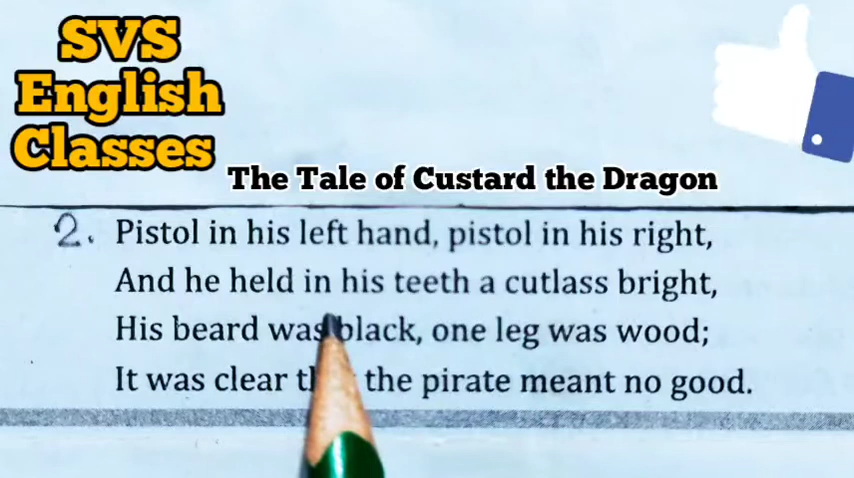 SVS
English
Classes
The Tale of Custard the Dragon
2. Pistol in his left hand, pistol in his right,
And he held in his teeth a cutlass bright,
His beard was black, one leg was wood;
It was clear the pirate meant no good.